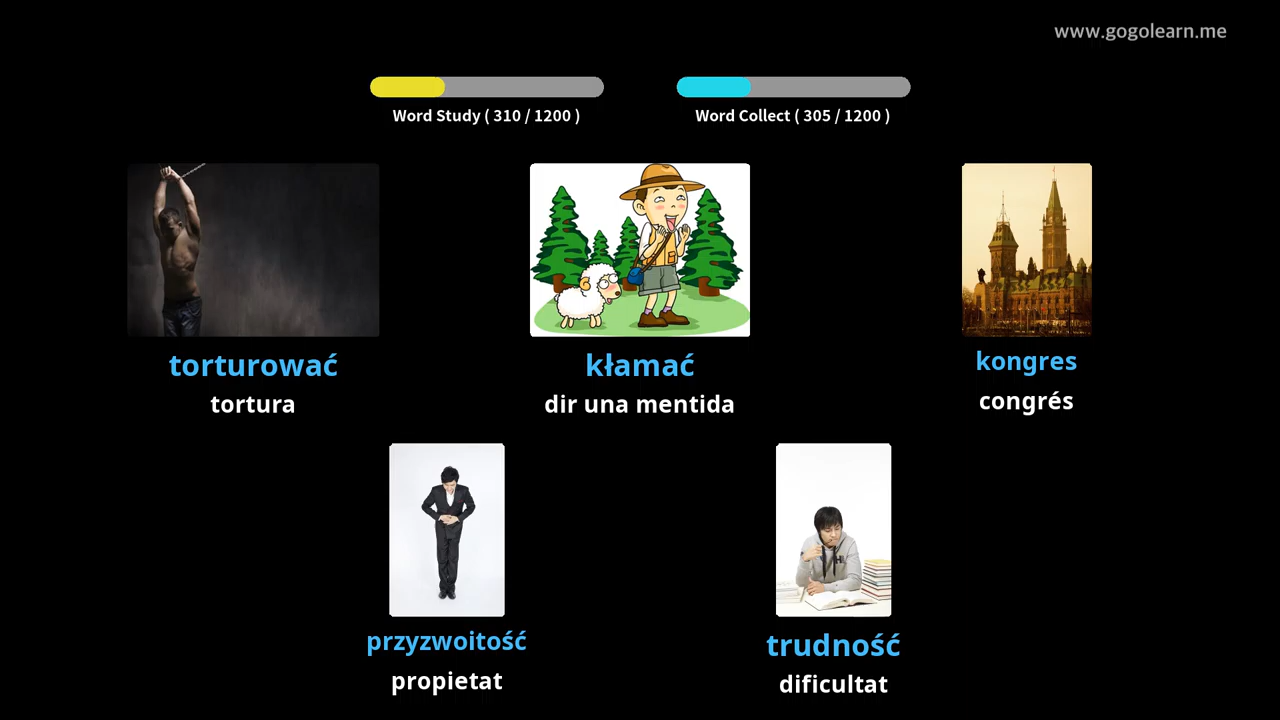 www.gogolearn.me
Word Study ( 310 / 1200 )
Word Collect ( 305 / 1200 )
torturować
tortura
kłamać
dir una mentida
kongres
congrés
przyzwoitość
propietat
trudność
dificultat